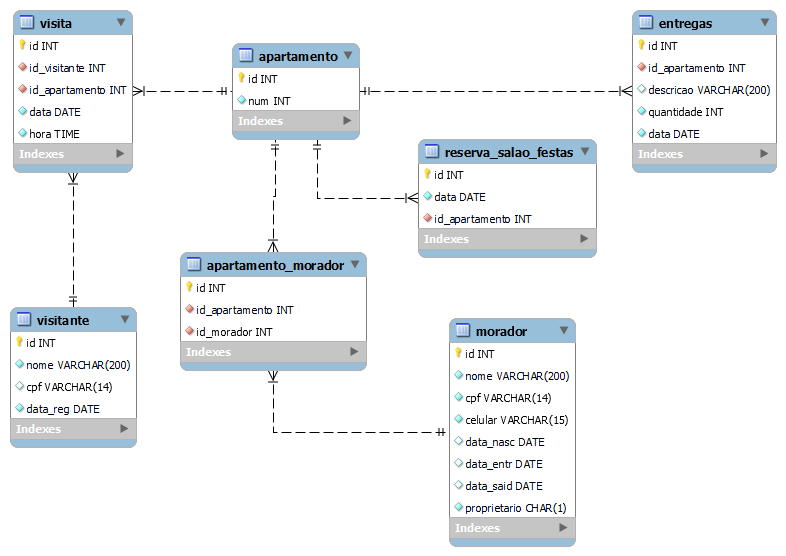 visita
id INT
id_visitante INT
id_apartamento INT
data DATE
hora TIME
Indexes
apartamento
id INT
num INT
Indexes
entregas
id INT
id_apartamento INT
descricao VARCHAR(200)
quantidade INT
data DATE
Indexes
reserva_salao_festas
id INT
data DATE
id_apartamento INT
Indexes
apartamento_morador
id INT
id_apartamento INT
id_morador INT
Indexes
visitante
id INT
nome VARCHAR(200)
cpf VARCHAR(14)
data_reg DATE
Indexes
morador
id INT
nome VARCHAR(200)
cpf VARCHAR(14)
celular VARCHAR(15)
data_nasc DATE
data_entr DATE
data_said DATE
proprietario CHAR(1)
Indexes